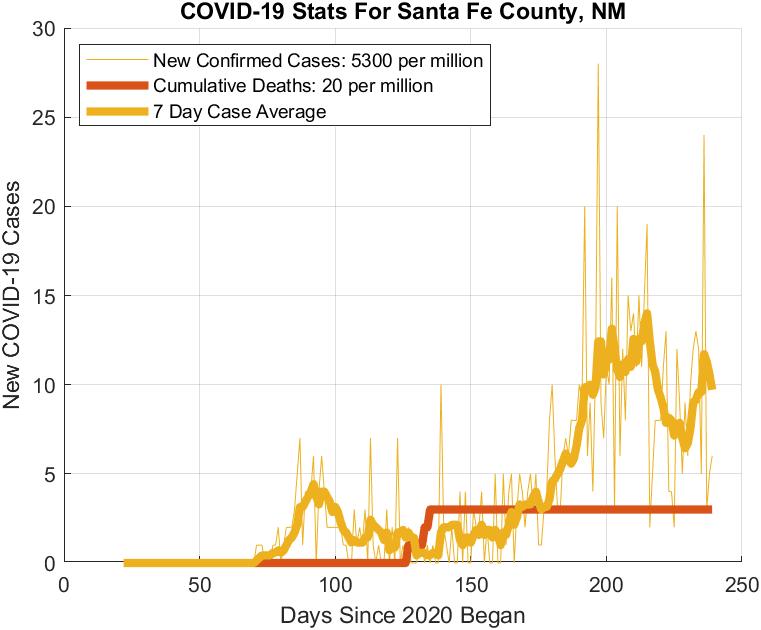 COVID-19 Stats For Santa Fe County, NM
New Confirmed Cases: 5300 per million
Cumulative Deaths: 20 per million
7 Day Case Average
New COVID-19 Cases
30
25
20
15
10
5
0
0 50 100 150 200 250
Days Since 2020 Began